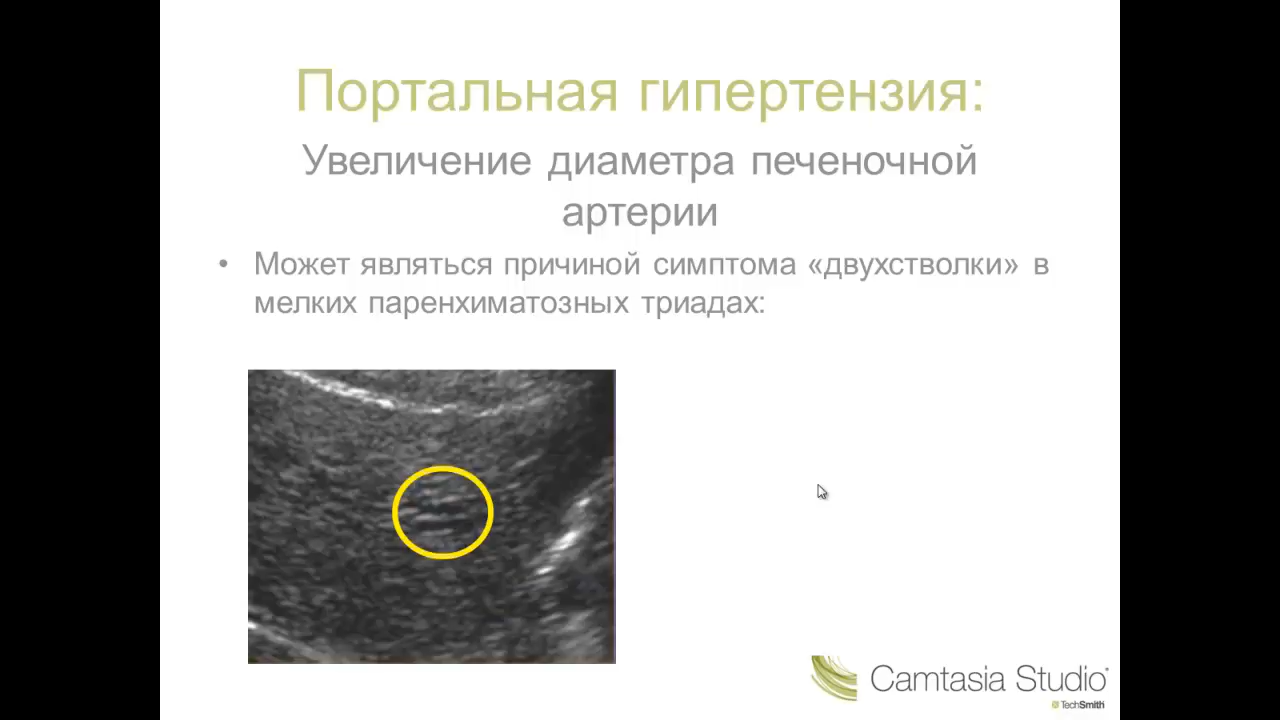 Портальная гипертензия:
Увеличение диаметра печеночной
артерии
• Может являться причиной симптома «двухстволки» в
мелких паренхиматозных триадах:
Camtasia Studio
TechSmith